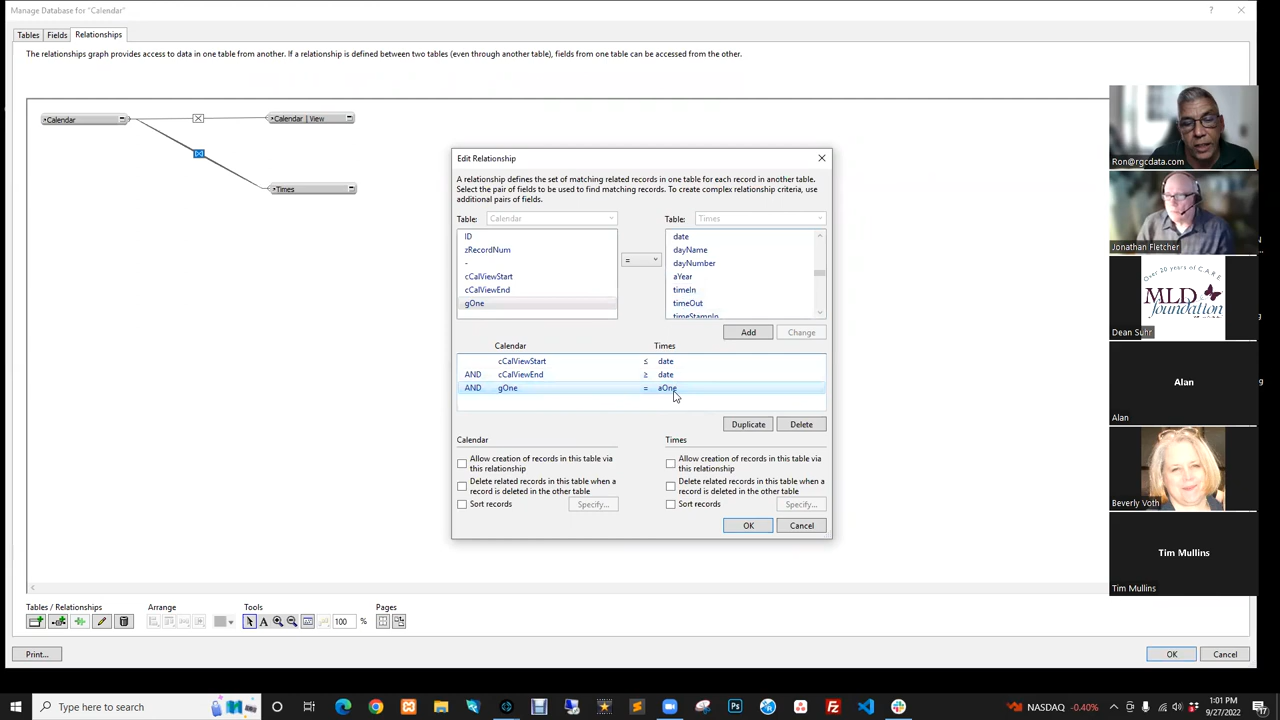 Manage Database for "Calendar"
Tables
Fields
Relationships
The relationships graph provides access to data in one table from another. If a relationship is defined between two tables (even through another table), fields from one table can be accessed from the other.
Calendar
Calendar | View
Times
Edit Relationship
A relationship defines the set of matching related records in one table for each record in another table.
Select the pair of fields to be used to find matching records. To create complex relationship criteria, use
additional pairs of fields.
Table: Calendar
Table: Times
ID
zRecordNum
-
cCalViewStart
cCalViewEnd
gOne
=
date
dayName
dayNumber
aYear
timeIn
timeOut
timeStampIn
Add
Change
Calendar Times
cCalViewStart ≤ date
AND cCalViewEnd ≥ date
AND gOne = aOne
Duplicate
Delete
Calendar
Allow creation of records in this table via
this relationship
Delete related records in this table when a
record is deleted in the other table
Sort records
Specify...
Times
Allow creation of records in this table via
this relationship
Delete related records in this table when a
record is deleted in the other table
Sort records
Specify...
OK
Cancel
Tables / Relationships
Arrange
Tools
Pages
A
100 %
Print...
OK
Cancel
Ron@rgcdata.com
Jonathan Fletcher
Over 20 years of C.A.R.E.
MLD
foundation
Dean Suhr
Alan
Alan
Beverly Voth
Tim Mullins
Tim Mullins
Type here to search
Ps
Fz
NASDAQ -0.40%
1:01 PM
9/27/2022
17